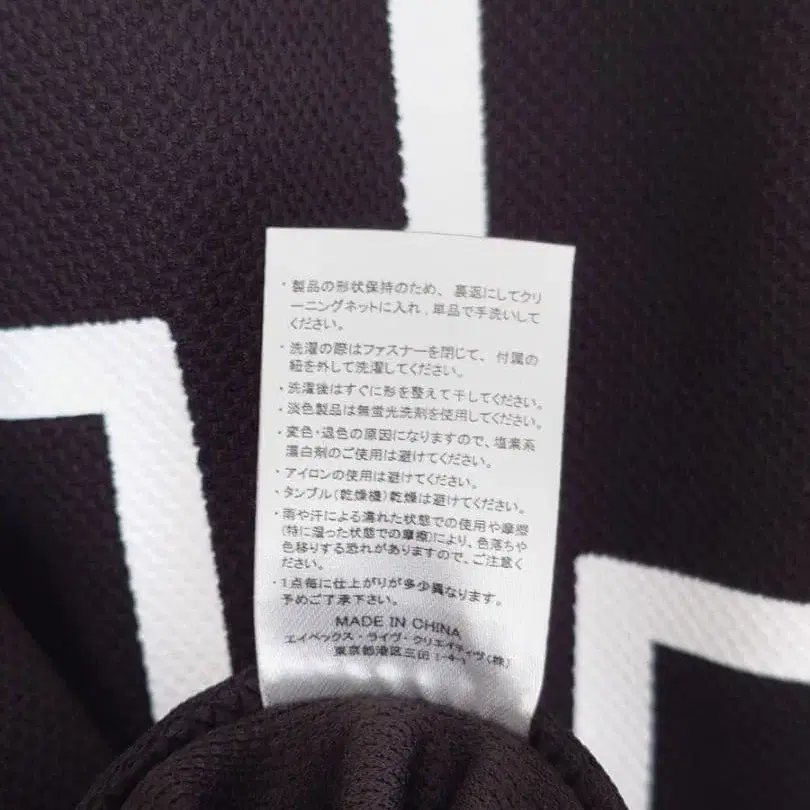 ・製品の形状保持のため、裏返にしてクリ
ーニングネットに入れ、単品で手洗いして
ください。
・洗濯の際はファスナーを閉じて、付属の
紐を外して洗濯してください。
・洗濯後はすぐに形を整えて干してください。
・淡色製品は無蛍光洗剤を使用してください。
・変色・退色の原因になりますので、塩素系
漂白剤のご使用は避けてください。
・アイロンの使用は避けてください。
・タンブル(乾燥機)乾燥は避けてください。
・雨や汗による濡れた状態での使用や摩擦
(特に湿った状態での摩擦)により、色落ちや
色移りする恐れがありますので、ご注意く
ださい。
・1点毎に仕上がりが多少異なります。
予めご了承下さい。
MADE IN CHINA
エイベックス・ライヴ・クリエイティヴ(株)
東京都港区三田1-4-1